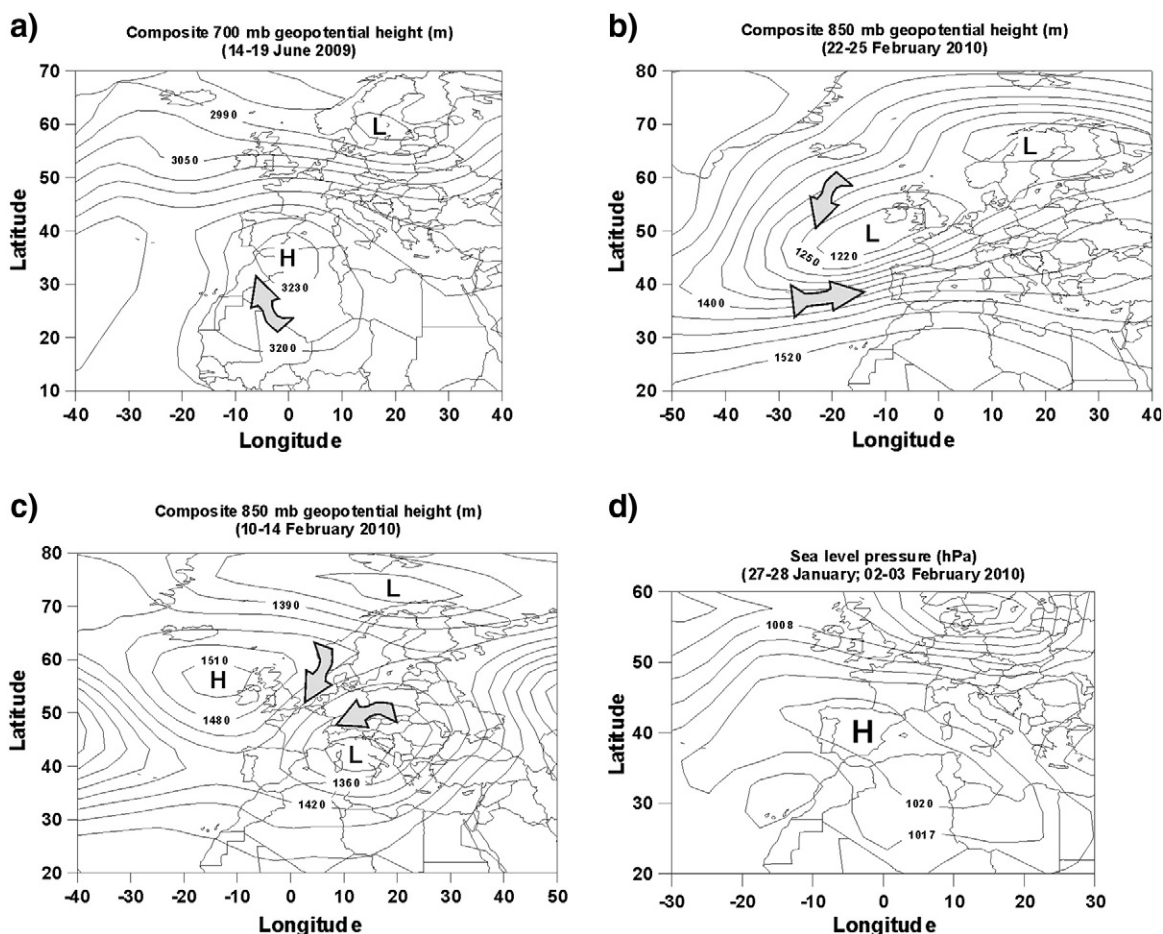 a)
Composite 700 mb geopotential height (m)
(14-19 June 2009)
70
60
50
40
30
20
10
Latitude
2990
3050
L
H
3230
3200
-40 -30 -20 -10 0 10 20 30 40
Longitude
b)
Composite 850 mb geopotential height (m)
(22-25 February 2010)
80
70
60
50
40
30
20
Latitude
L
L
1250 1220
1400
1520
-50 -40 -30 -20 -10 0 10 20 30 40
Longitude
c)
Composite 850 mb geopotential height (m)
(10-14 February 2010)
80
70
60
50
40
30
20
Latitude
L
1390
1510
H
1480
L
1360
1420
-40 -30 -20 -10 0 10 20 30 40 50
Longitude
d)
Sea level pressure (hPa)
(27-28 January; 02-03 February 2010)
60
50
40
30
20
Latitude
1008
H
1020
1017
-30 -20 -10 0 10 20 30
Longitude